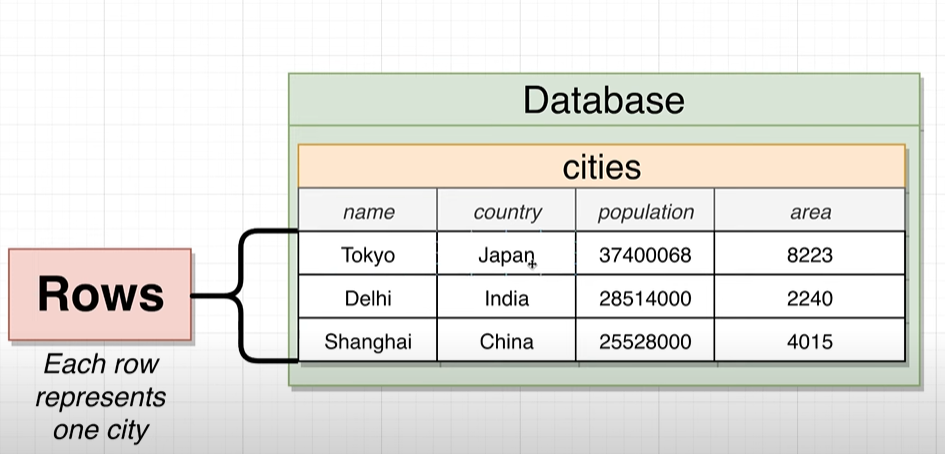 Database
cities
name country population area
Tokyo Japan 37400068 8223
Delhi India 28514000 2240
Shanghai China 25528000 4015
Rows
Each row
represents
one city